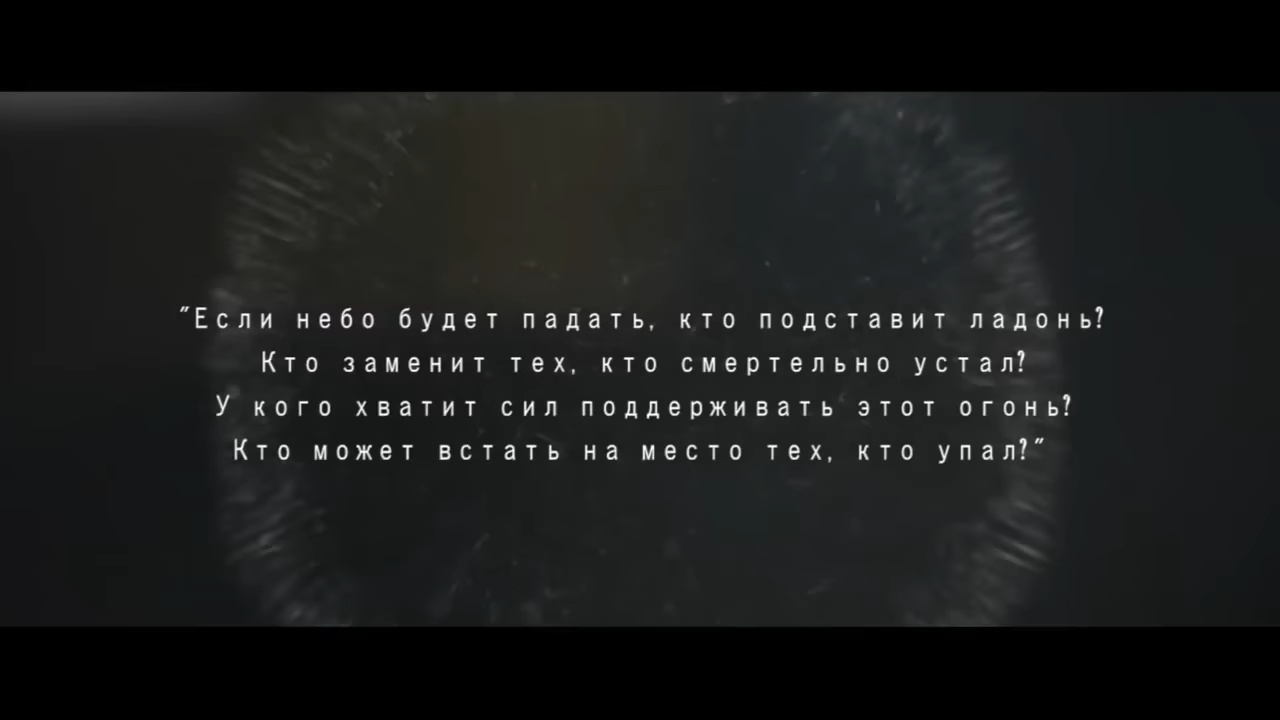 "Если небо будет падать, кто подставит ладонь?
Кто заменит тех, кто смертельно устал?
У кого хватит сил поддерживать этот огонь?
Кто может встать на место тех, кто упал?"